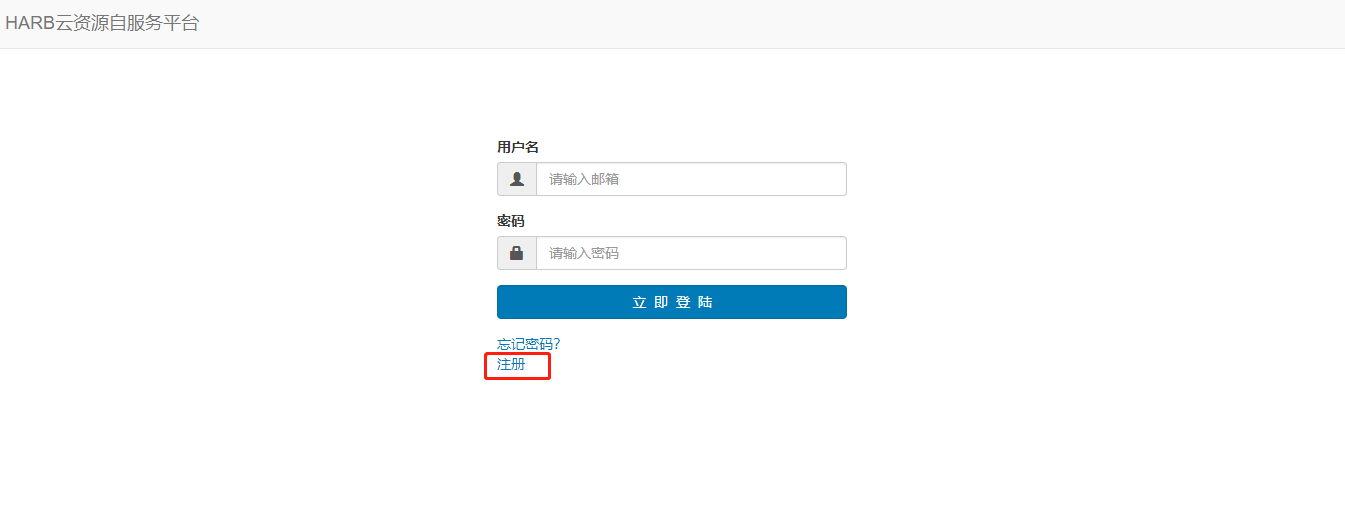 HARB云资源自服务平台
用户名
请输入邮箱
密码
请输入密码
立 即 登 陆
忘记密码?
注册